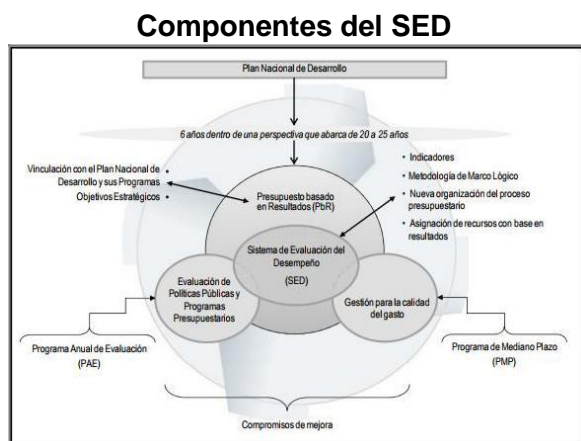 Componentes del SED
Plan Nacional de Desarrollo
6 años dentro de una perspectiva que abarca de 20 a 25 años
Vinculación con el Plan Nacional de •
Desarrollo y sus Programas
Objetivos Estratégicos •
• Indicadores
• Metodología de Marco Lógico
• Nueva organización del proceso
presupuestario
• Asignación de recursos con base en
resultados
Presupuesto basado
en Resultados (PbR)
Sistema de Evaluación del
Desempeño
(SED)
Evaluación de
Políticas Públicas y
Programas
Presupuestarios
Gestión para la calidad
del gasto
Programa Anual de Evaluación
(PAE)
Programa de Mediano Plazo
(PMP)
Compromisos de mejora